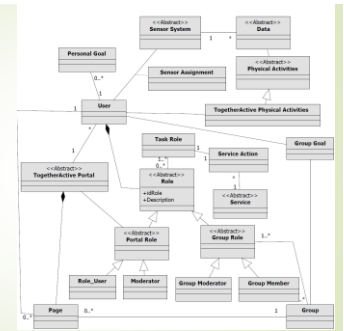 <<Abstract>>
Sensor System
1
*
<<Abstract>>
Data
Personal Goal
<<Abstract>>
Physical Activities
0..*
Sensor Assignment
1
1
User
1
TogetherActive Physical Activities
*
Task Role
Group Goal
1
1..*
0..*
1
1
Service Action
<<Abstract>>
TogetherActive Portal
<<Abstract>>
Role
+idRole
+Description
*
1
<<Abstract>>
Service
<<Abstract>>
Portal Role
<<Abstract>>
Group Role
1..*
Role_User
Moderator
Group Moderator
Group Member
0..*
Page
0..*
1
Group